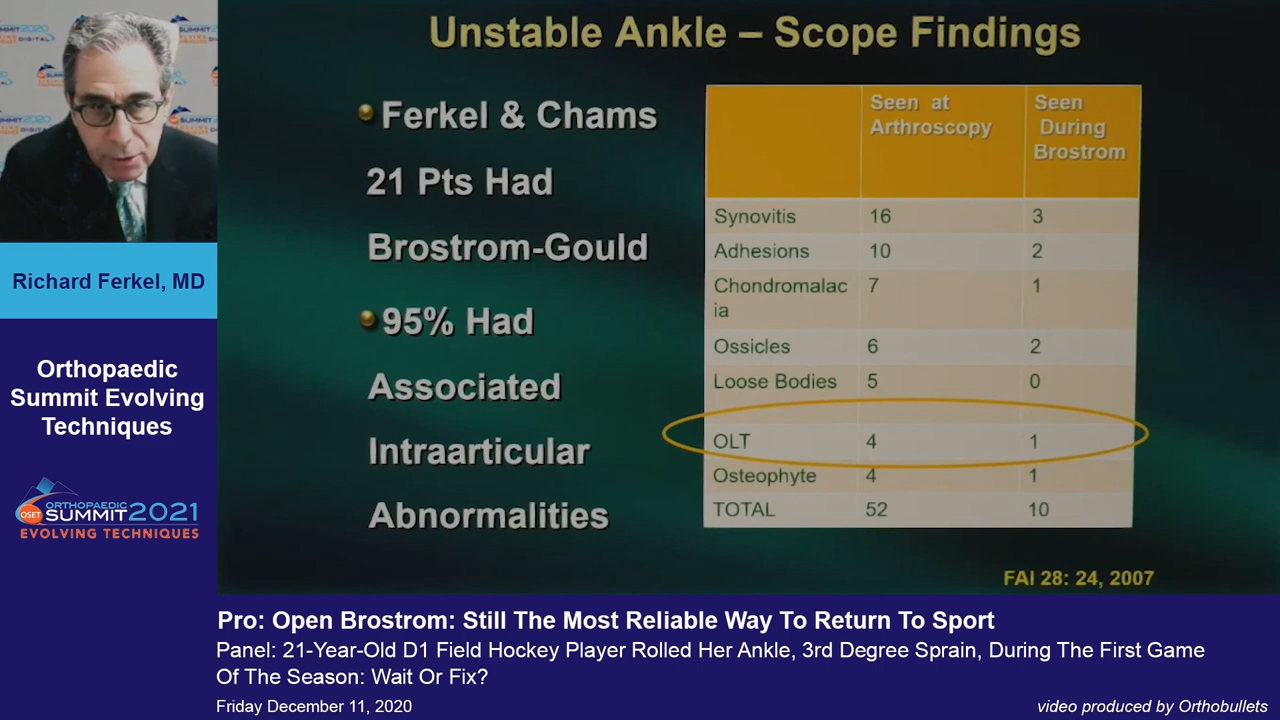 Unstable Ankle – Scope Findings
Ferkel & Chams
21 Pts Had
Brostrom-Gould
95% Had
Associated
Intraarticular
Abnormalities
Seen at Arthroscopy
Seen During Brostrom
Synovitis 16 3
Adhesions 10 2
Chondromalac
ia 7 1
Ossicles 6 2
Loose Bodies 5 0
OLT 4 1
Osteophyte 4 1
TOTAL 52 10
FAI 28: 24, 2007
Richard Ferkel, MD
Orthopaedic
Summit Evolving
Techniques
OSET
ORTHOPAEDIC
SUMMIT 2021
EVOLVING TECHNIQUES
Pro: Open Brostrom: Still The Most Reliable Way To Return To Sport
Panel: 21-Year-Old D1 Field Hockey Player Rolled Her Ankle, 3rd Degree Sprain, During The First Game
Of The Season: Wait Or Fix?
Friday December 11, 2020
video produced by Orthobullets